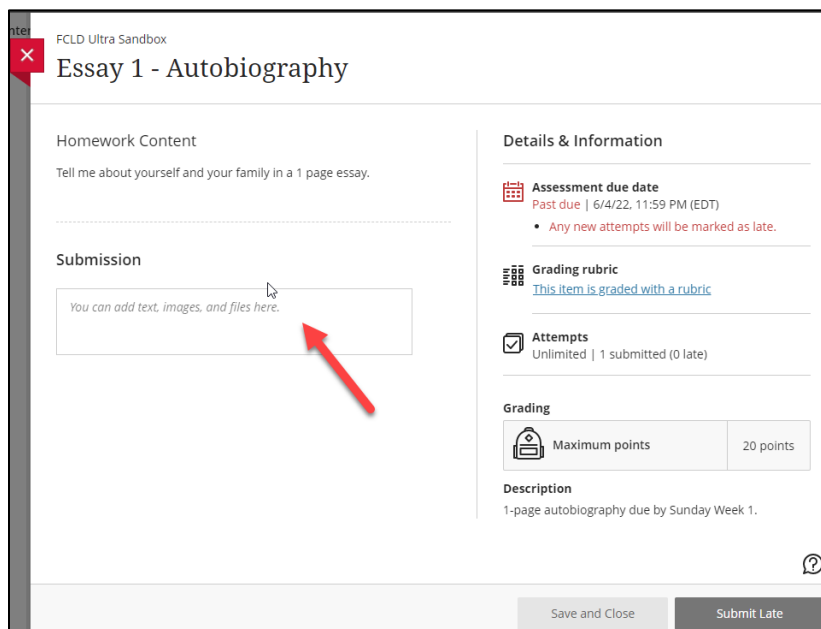 FCLD Ultra Sandbox
Essay 1 - Autobiography
Homework Content
Tell me about yourself and your family in a 1 page essay.
Submission
You can add text, images, and files here.
Details & Information
Assessment due date
Past due | 6/4/22, 11:59 PM (EDT)
• Any new attempts will be marked as late.
Grading rubric
This item is graded with a rubric
Attempts
Unlimited | 1 submitted (0 late)
Grading
Maximum points
20 points
Description
1-page autobiography due by Sunday Week 1.
Save and Close
Submit Late